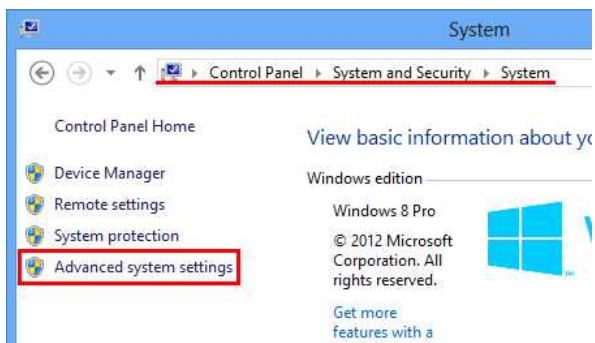 System
Control Panel System and Security System
Control Panel Home
Device Manager
Remote settings
System protection
Advanced system settings
View basic information about yo
Windows edition
Windows 8 Pro
© 2012 Microsoft
Corporation. All
rights reserved.
Get more
features with a